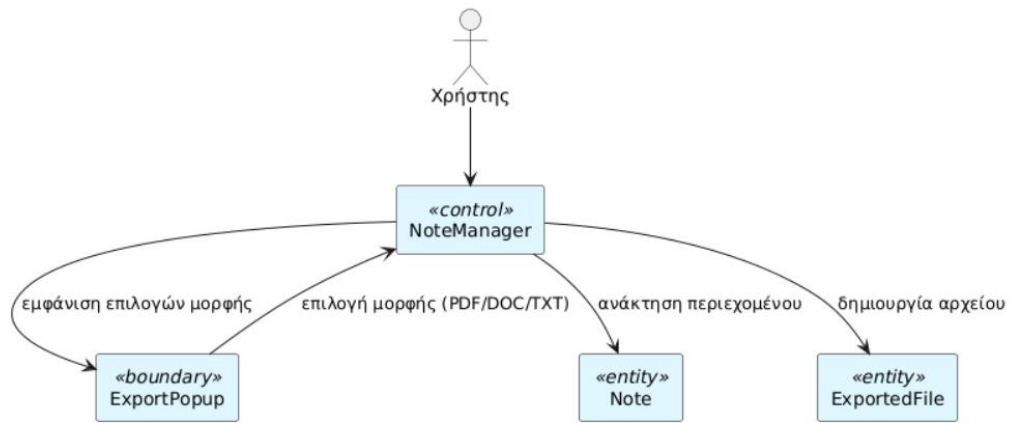 Χρήστης
«control»
NoteManager
εμφάνιση επιλογών μορφής
επιλογή μορφής (PDF/DOC/TXT)
ανάκτηση περιεχομένου
δημιουργία αρχείου
«boundary»
ExportPopup
«entity»
Note
«entity»
ExportedFile